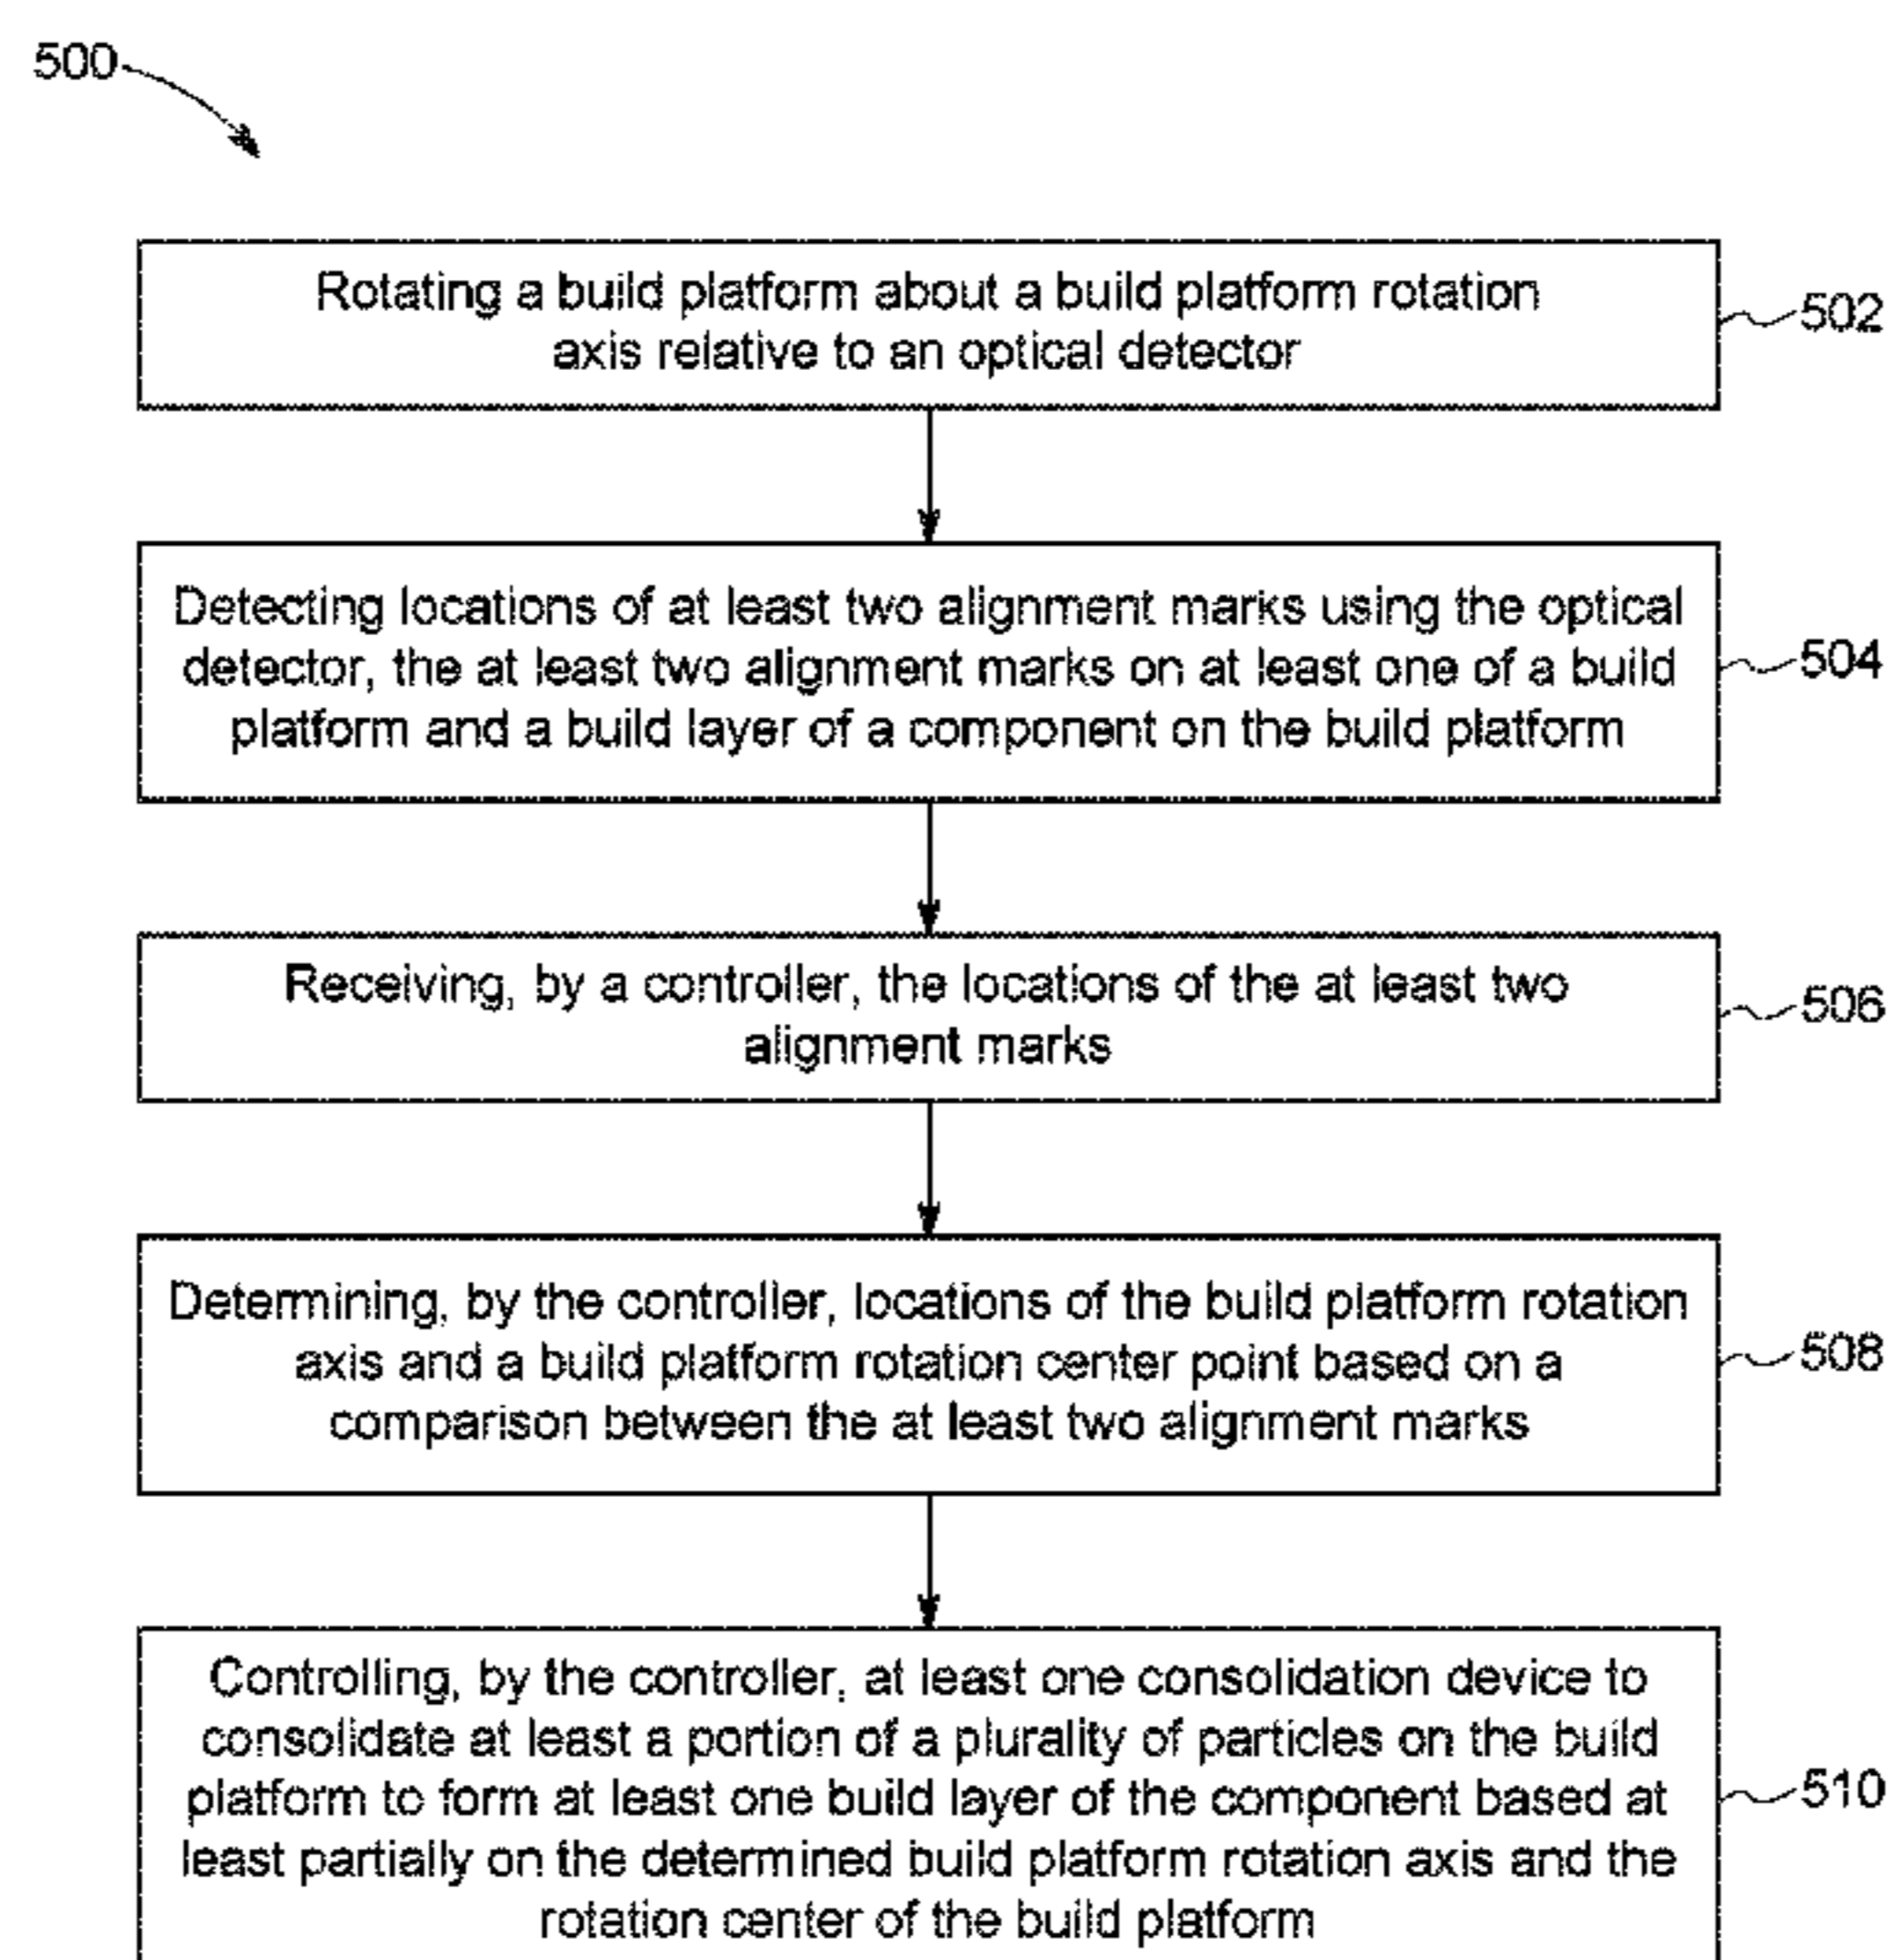 500
Rotating a build platform about a build platform rotation
axis relative to an optical detector
502
Detecting locations of at least two alignment marks using the optical
detector, the at least two alignment marks on at least one of a build
platform and a build layer of a component on the build platform
504
Receiving, by a controller, the locations of the at least two
alignment marks
506
Determining, by the controller, locations of the build platform rotation
axis and a build platform rotation center point based on a
comparison between the at least two alignment marks
508
Controlling, by the controller, at least one consolidation device to
consolidate at least a portion of a plurality of particles on the build
platform to form at least one build layer of the component based at
least partially on the determined build platform rotation axis and the
rotation center of the build platform
510